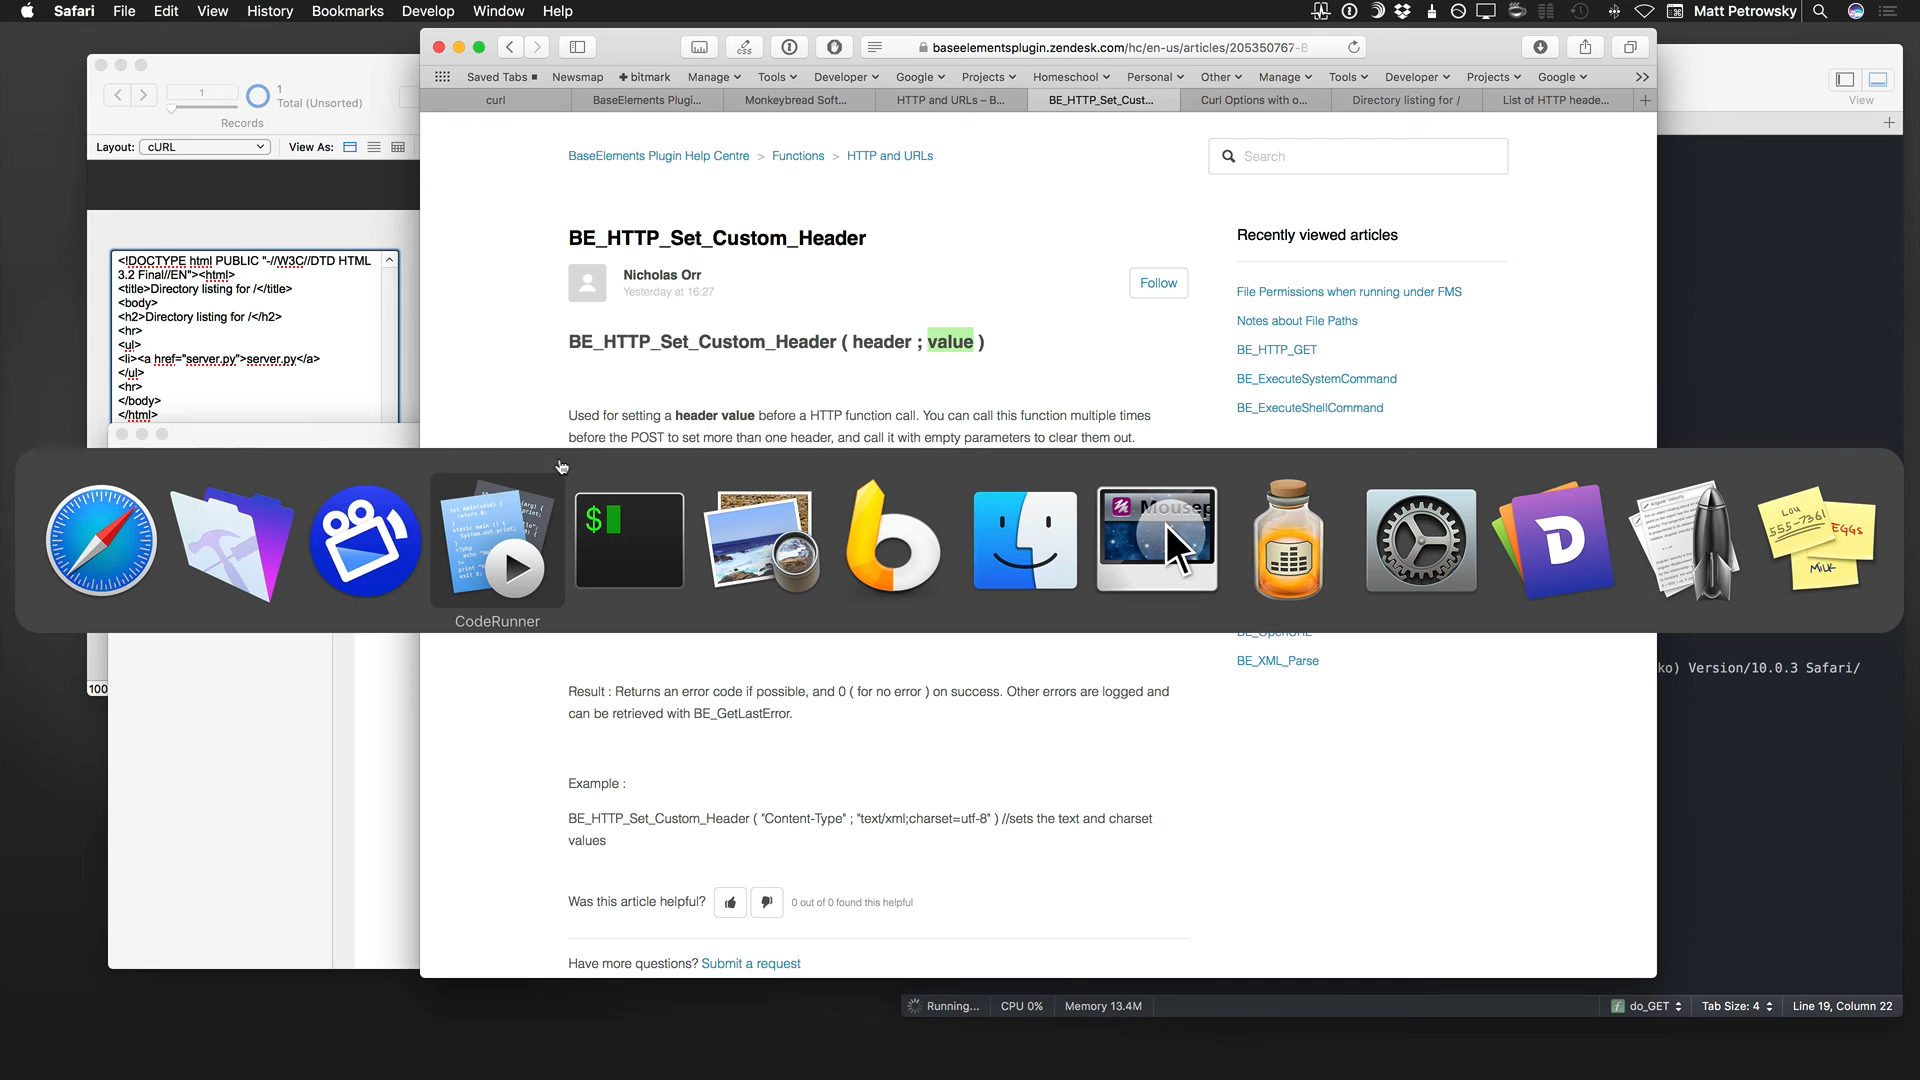 Safari File Edit View History Bookmarks Develop Window Help
Matt Petrowsky
baseelementsplugin.zendesk.com/hc/en-us/articles/205350767-B
Saved Tabs Newsmap bitmark Manage Tools Developer Google Projects Homeschool Personal Other Manage Tools Developer Projects Google
curl BaseElements Plugi... Monkeybread Soft... HTTP and URLs – B... BE_HTTP_Set_Cust... Curl Options with o... Directory listing for / List of HTTP heade...
1
1
Total (Unsorted)
Records
Layout: cURL View As:
View
<!DOCTYPE html PUBLIC "-//W3C//DTD HTML
3.2 Final//EN"><html>
<title>Directory listing for /</title>
<body>
<h2>Directory listing for /</h2>
<hr>
<ul>
<li><a href="server.py">server.py</a>
</ul>
<hr>
</body>
</html>
100
BaseElements Plugin Help Centre > Functions > HTTP and URLs
Search
BE_HTTP_Set_Custom_Header
Nicholas Orr
Yesterday at 16:27
Follow
BE_HTTP_Set_Custom_Header ( header ; value )
Used for setting a header value before a HTTP function call. You can call this function multiple times
before the POST to set more than one header, and call it with empty parameters to clear them out.
Recently viewed articles
File Permissions when running under FMS
Notes about File Paths
BE_HTTP_GET
BE_ExecuteSystemCommand
BE_ExecuteShellCommand
BE_OpenURL
BE_XML_Parse
$
CodeRunner
Result : Returns an error code if possible, and 0 ( for no error ) on success. Other errors are logged and
can be retrieved with BE_GetLastError.
Example :
BE_HTTP_Set_Custom_Header ( "Content-Type" ; "text/xml;charset=utf-8" ) //sets the text and charset
values
Was this article helpful?
0 out of 0 found this helpful
Have more questions? Submit a request
ko) Version/10.0.3 Safari/
Running... CPU 0% Memory 13.4M
do_GET Tab Size: 4 Line 19, Column 22